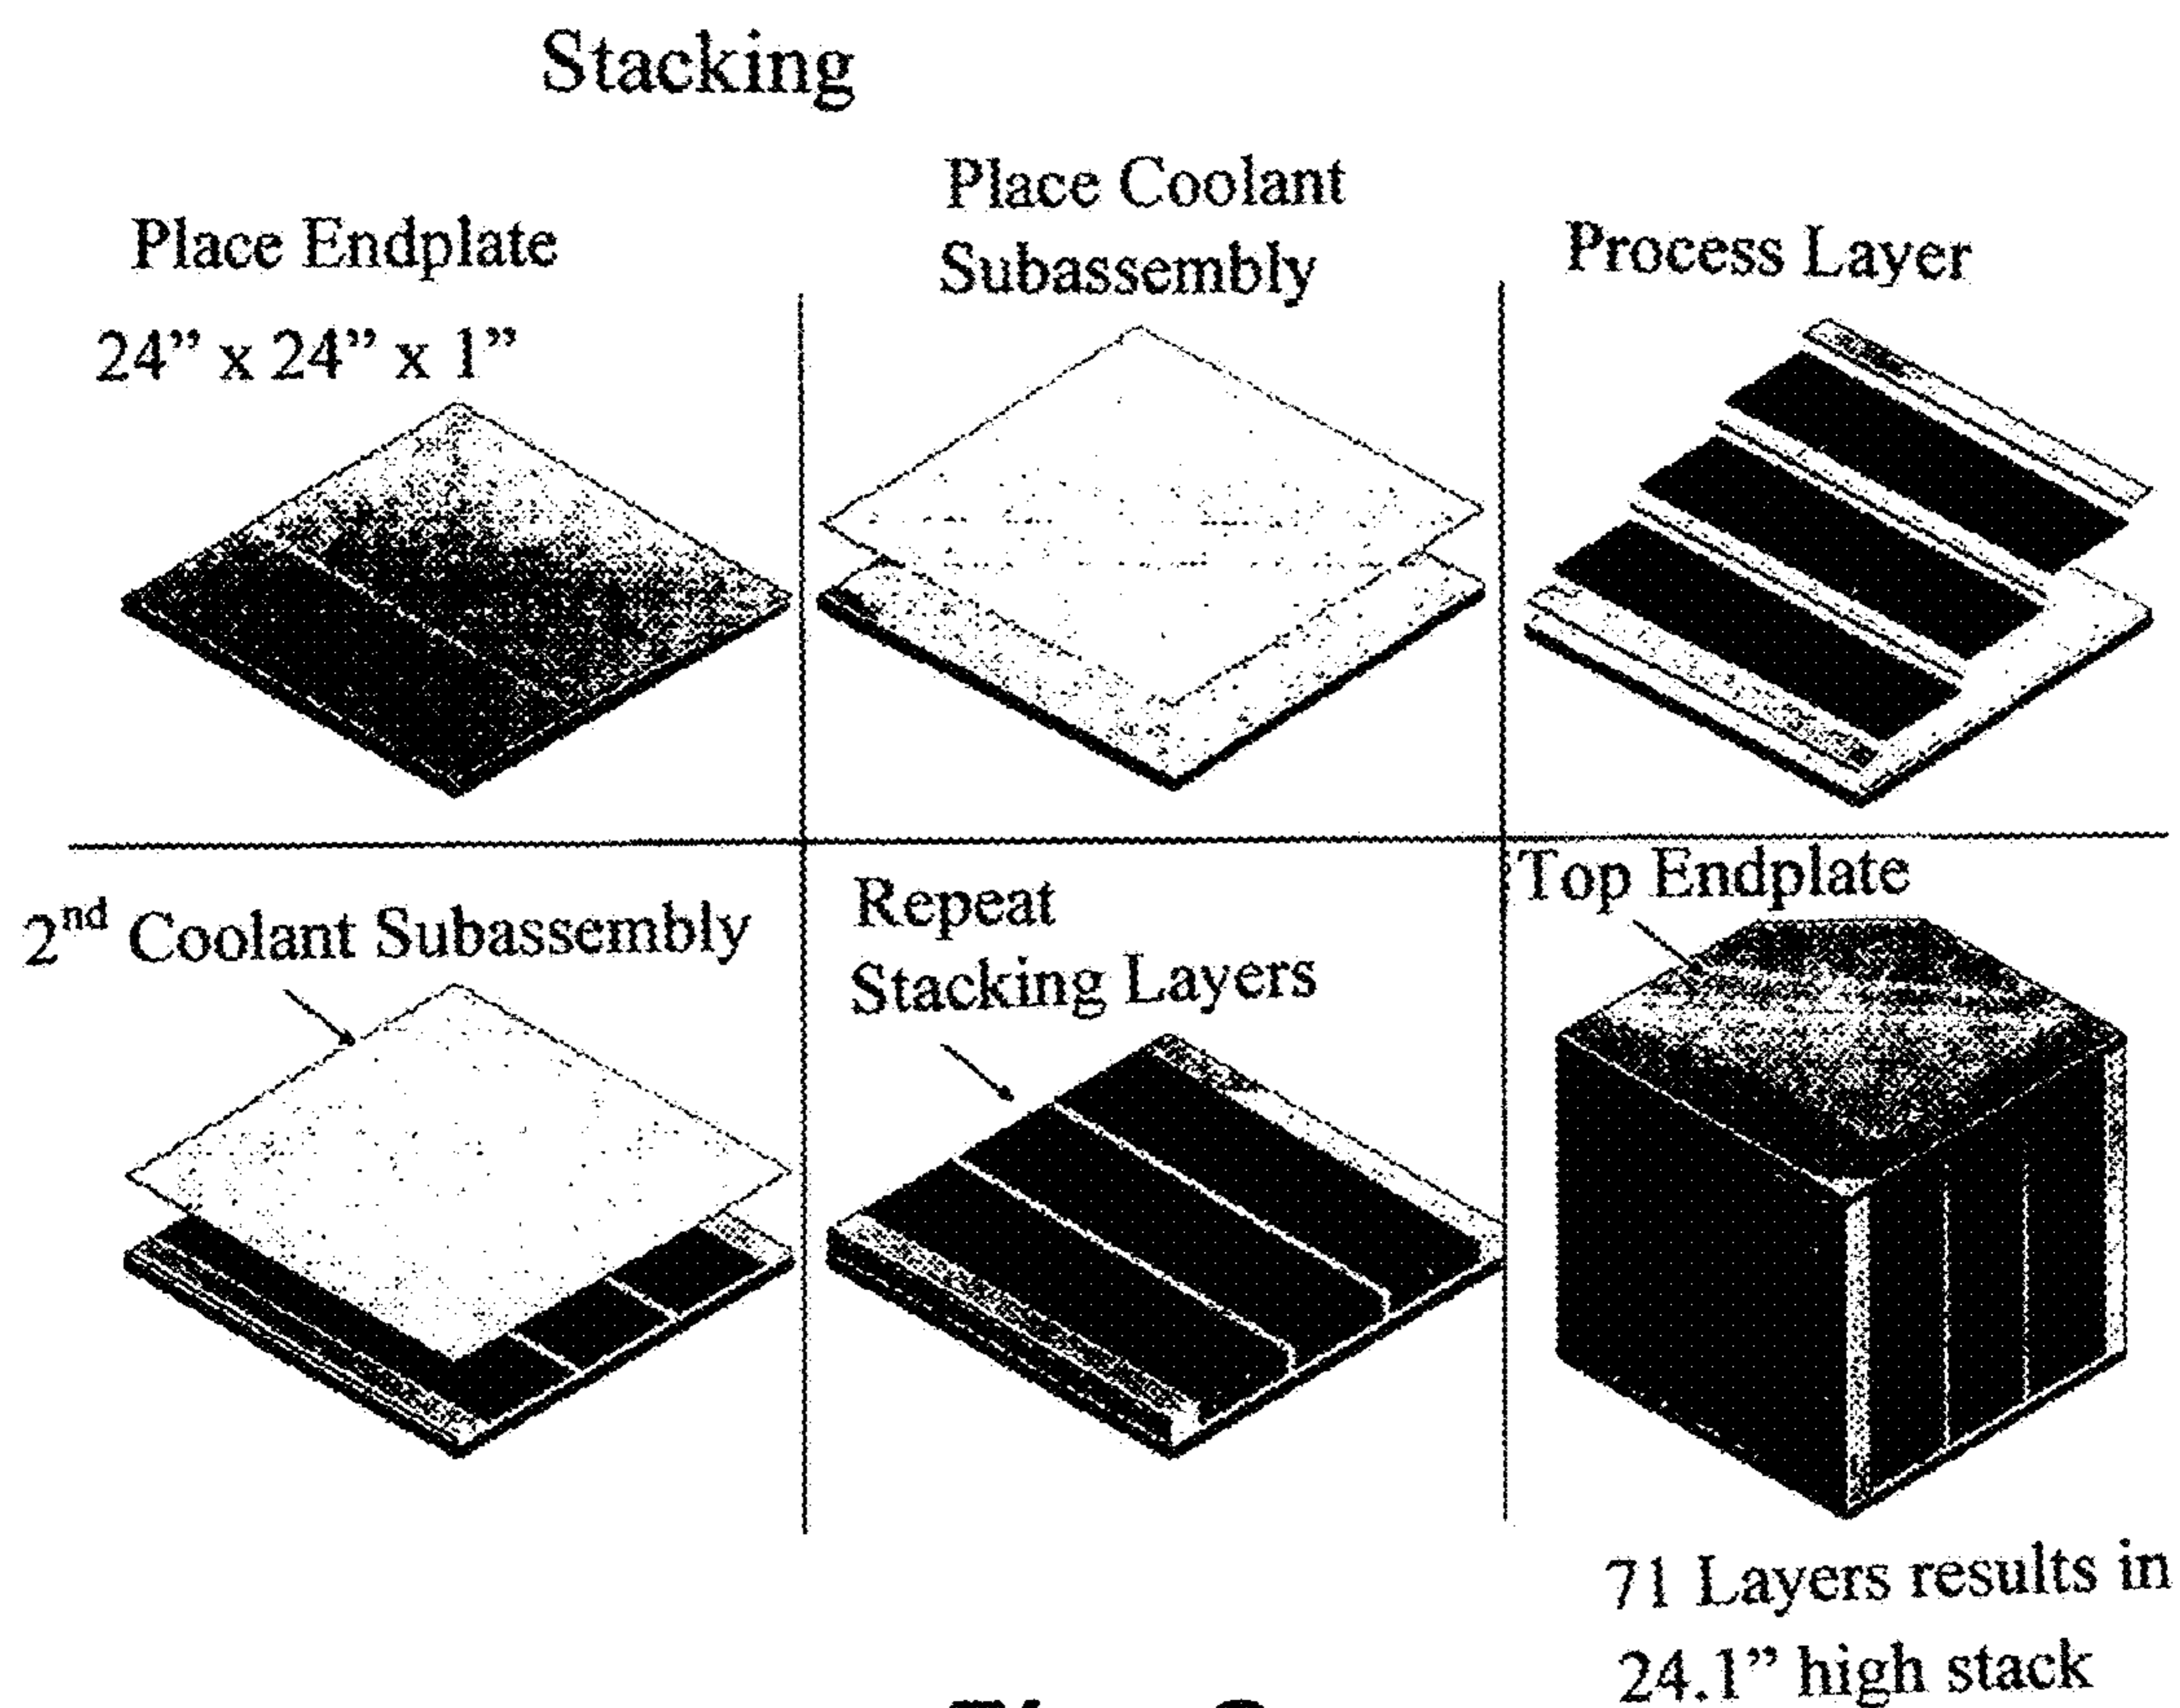 Stacking
Place Endplate
24” x 24” x 1”
Place Coolant
Subassembly
Process Layer
2nd Coolant Subassembly
Repeat
Stacking Layers
Top Endplate
71 Layers results in
24.1” high stack